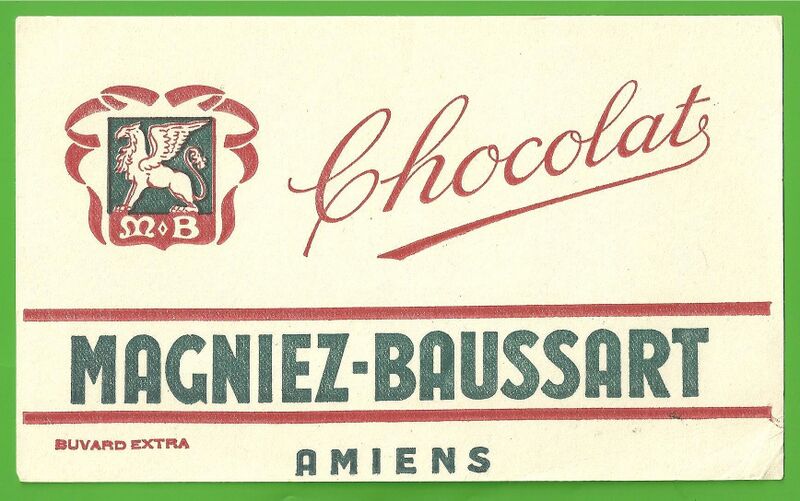 M◊B
Chocolat
MAGNIEZ-BAUSSART
BUVARD EXTRA
AMIENS